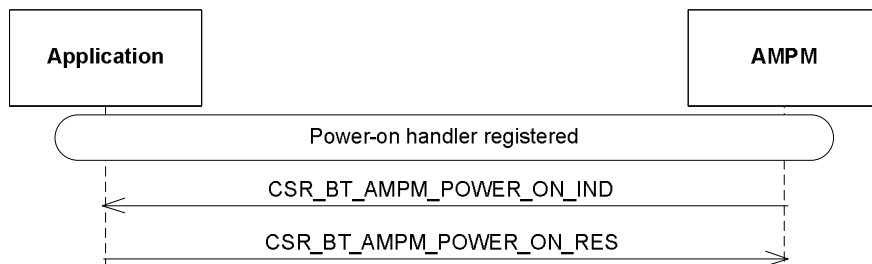 Application
AMPM
Power-on handler registered
CSR_BT_AMPM_POWER_ON_IND
CSR_BT_AMPM_POWER_ON_RES